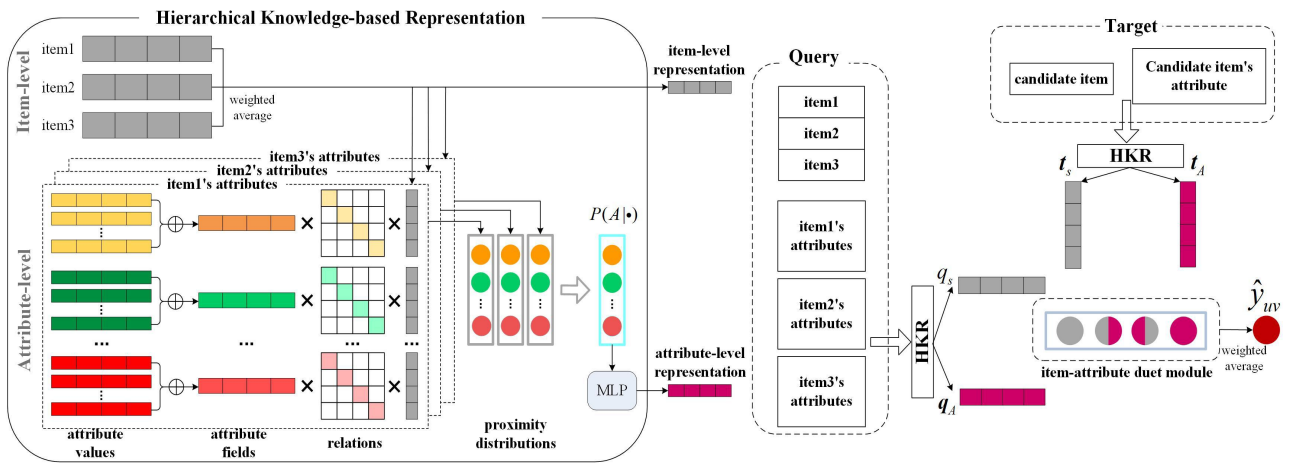 Hierarchical Knowledge-based Representation
Item-level
item1
item2
item3
weighted
average
item-level
representation
item3's attributes
item2's attributes
item1's attributes
Attribute-level
⋮
⋮
...
...
...
...
⋮
attribute
values
attribute
fields
relations
proximity
distributions
P(A|•)
MLP
attribute-level
representation
Query
item1
item2
item3
item1's
attributes
item2's
attributes
item3's
attributes
HKR
q_s
q_A
Target
candidate item
Candidate item's
attribute
HKR
t_s
t_A
item-attribute duet module
weighted
average
ŷ_uv